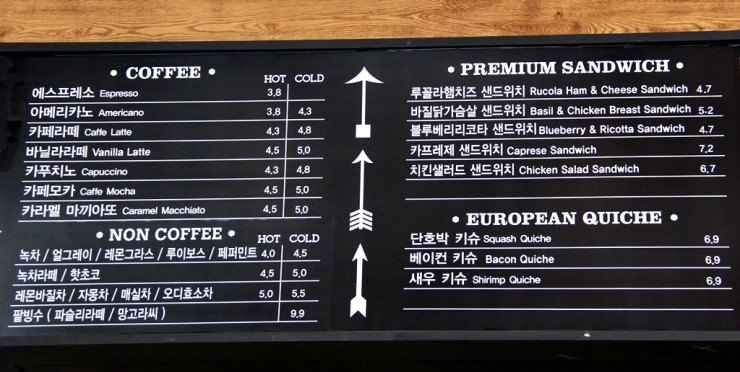 • COFFEE •
HOT COLD
에스프레소 Espresso 3,8
아메리카노 Americano 3,8 4,3
카페라떼 Caffe Latte 4,3 4,8
바닐라라떼 Vanilla Latte 4,5 5,0
카푸치노 Capuccino 4,3 4,8
카페모카 Caffe Mocha 4,5 5,0
카라멜 마끼아또 Caramel Macchiato 4,5 5,0
• NON COFFEE •
HOT COLD
녹차 / 얼그레이 / 레몬그라스 / 루이보스 / 페퍼민트 4,0 4,5
녹차라떼 / 핫초코 4,5 5,0
레몬바질차 / 자몽차 / 매실차 / 오디효소차 5,0 5,5
팥빙수 ( 파슬리라떼 / 망고라씨 ) 9,9
• PREMIUM SANDWICH •
루꼴라햄치즈 샌드위치 Rucola Ham & Cheese Sandwich 4,7
바질닭가슴살 샌드위치 Basil & Chicken Breast Sandwich 5-2
블루베리리코타 샌드위치 Blueberry & Ricotta Sandwich 4.7
카프레제 샌드위치 Caprese Sandwich 7,2
치킨샐러드 샌드위치 Chicken Salad Sandwich 6,7
• EUROPEAN QUICHE •
단호박 키슈 Squash Quiche 6,9
베이컨 키슈 Bacon Quiche 6,9
새우 키슈 Shirimp Quiche 6,9